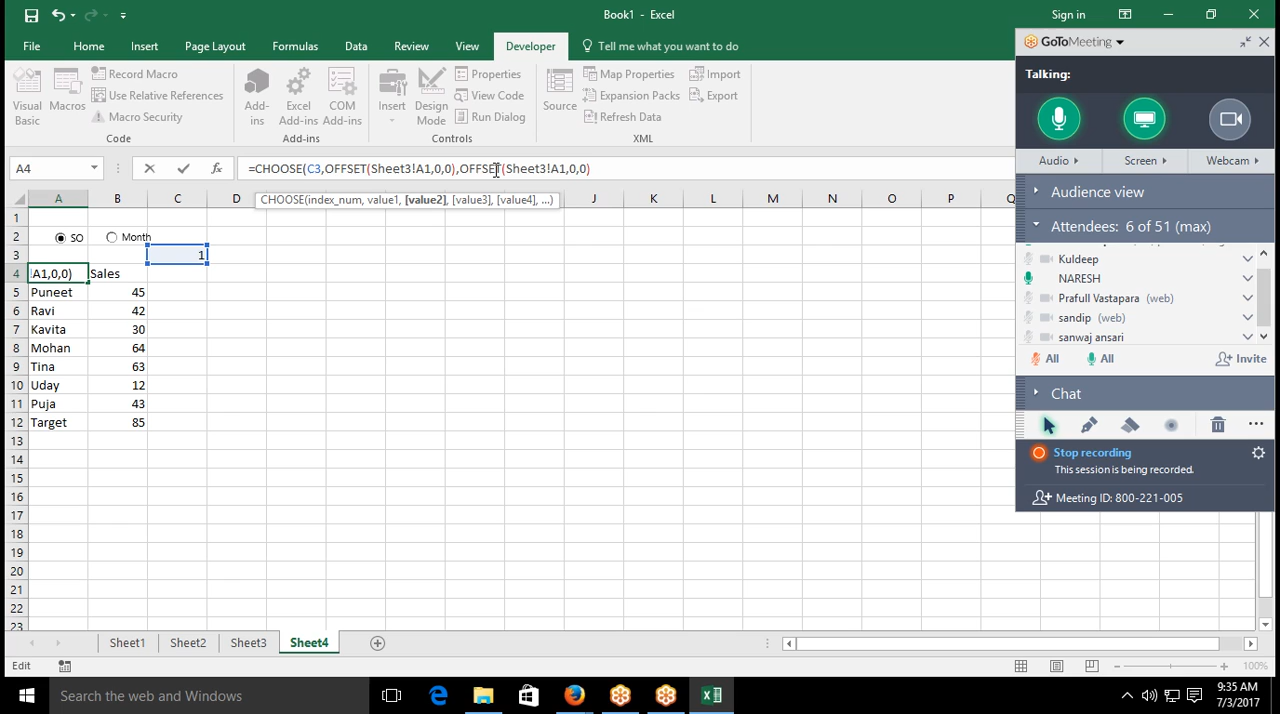 Book1 - Excel
Sign in
File Home Insert Page Layout Formulas Data Review View Developer Tell me what you want to do
Visual Basic
Macros
Record Macro
Use Relative References
Macro Security
Code
Add-ins
Excel Add-ins
COM Add-ins
Add-ins
Insert
Design Mode
Properties
View Code
Run Dialog
Controls
Source
Map Properties
Expansion Packs
Refresh Data
Import
Export
XML
A4
fx
=CHOOSE(C3,OFFSET(Sheet3!A1,0,0),OFFSET(Sheet3!A1,0,0)
CHOOSE(index_num, value1, [value2], [value3], [value4], ...)
A B C D J K L M N O P Q
1
2 SO Month
3 1
4 A1,0,0) Sales
5 Puneet 45
6 Ravi 42
7 Kavita 30
8 Mohan 64
9 Tina 63
10 Uday 12
11 Puja 43
12 Target 85
13
14
15
16
17
18
19
20
21
22
23
Sheet1 Sheet2 Sheet3 Sheet4
Edit
100%
GoToMeeting
Talking:
Audio Screen Webcam
Audience view
Attendees: 6 of 51 (max)
Kuldeep
NARESH
Prafull Vastapara (web)
sandip (web)
sanwaj ansari
All All Invite
Chat
Stop recording
This session is being recorded.
Meeting ID: 800-221-005
Search the web and Windows
9:35 AM
7/3/2017